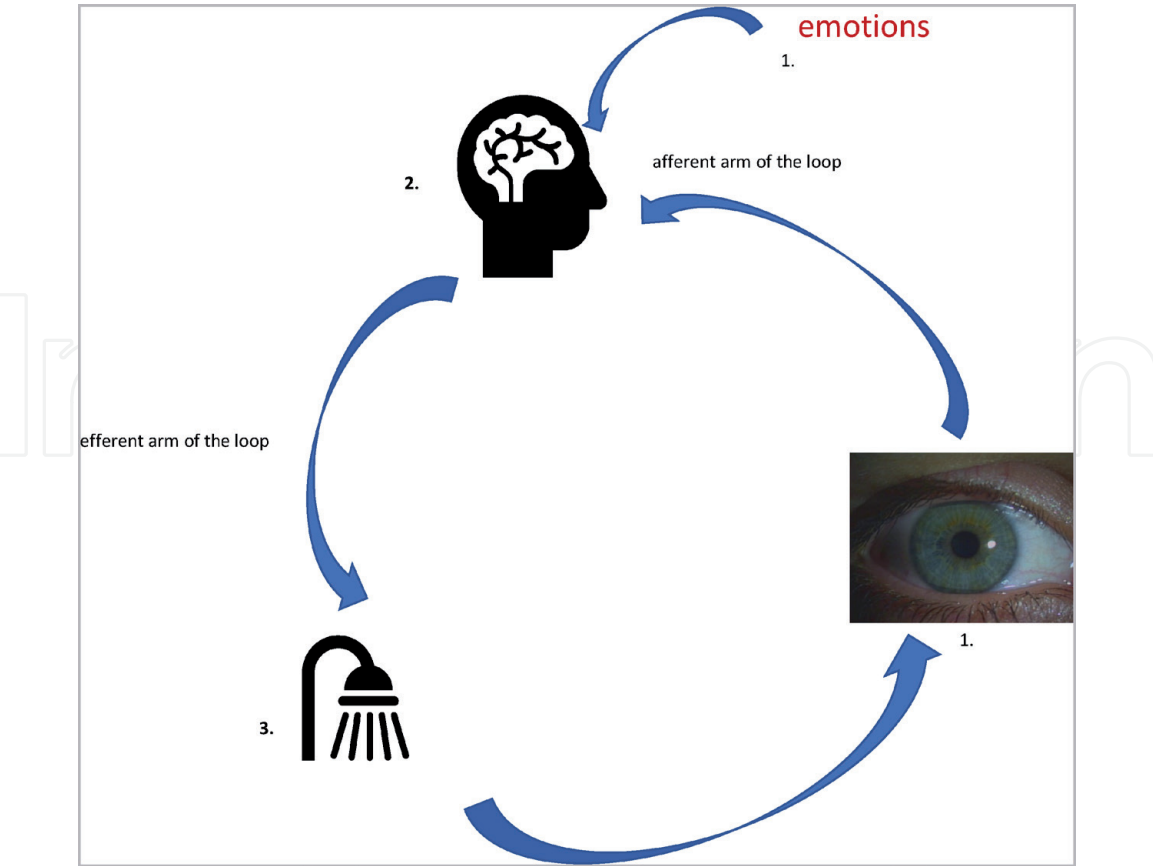 emotions
1.
afferent arm of the loop
2.
efferent arm of the loop
1.
3.